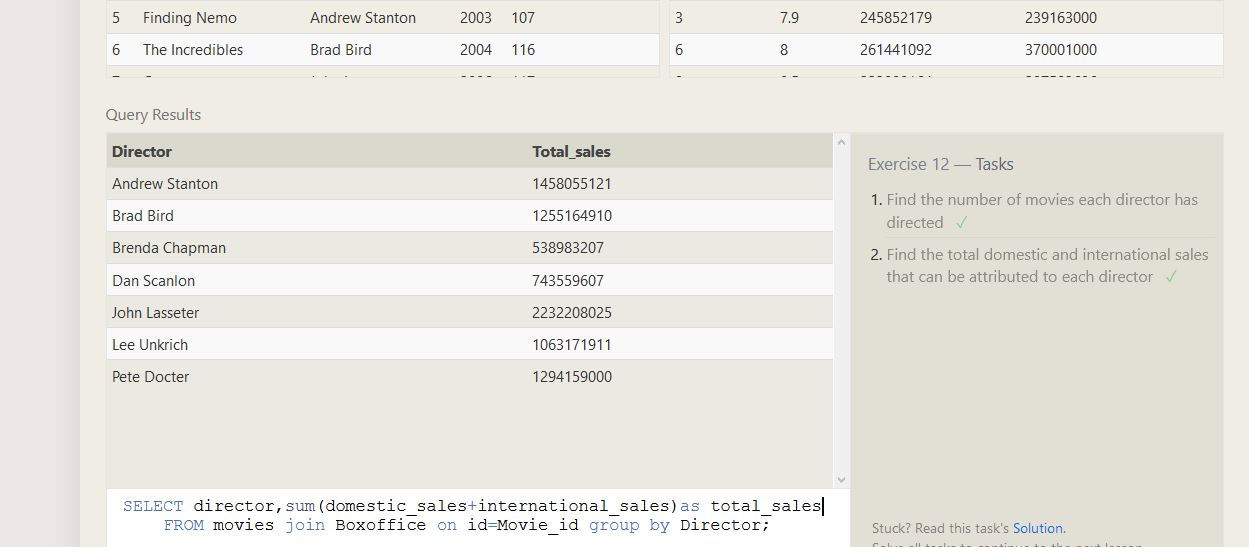 5 Finding Nemo Andrew Stanton 2003 107 3 7.9 245852179 239163000
6 The Incredibles Brad Bird 2004 116 6 8 261441092 370001000
Query Results
Director Total_sales
Andrew Stanton 1458055121
Brad Bird 1255164910
Brenda Chapman 538983207
Dan Scanlon 743559607
John Lasseter 2232208025
Lee Unkrich 1063171911
Pete Docter 1294159000
Exercise 12 — Tasks
1. Find the number of movies each director has
directed ✓
2. Find the total domestic and international sales
that can be attributed to each director ✓
SELECT director,sum(domestic_sales+international_sales)as total_sales
FROM movies join Boxoffice on id=Movie_id group by Director;
Stuck? Read this task's Solution.